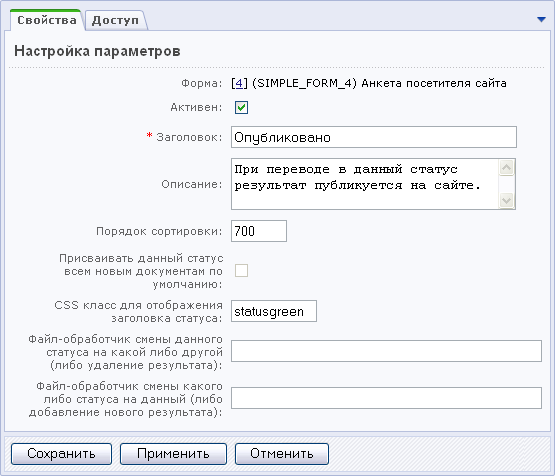 Свойства Доступ
Настройка параметров
Форма: [4] (SIMPLE_FORM_4) Анкета посетителя сайта
Активен:
* Заголовок: Опубликовано
Описание: При переводе в данный статус
результат публикуется на сайте.
Порядок сортировки: 700
Присваивать данный статус
всем новым документам по
умолчанию:
CSS класс для отображения
заголовка статуса: statusgreen
Файл-обработчик смены данного
статуса на какой либо другой
(либо удаление результата):
Файл-обработчик смены какого
либо статуса на данный (либо
добавление нового результата):
Сохранить Применить Отменить